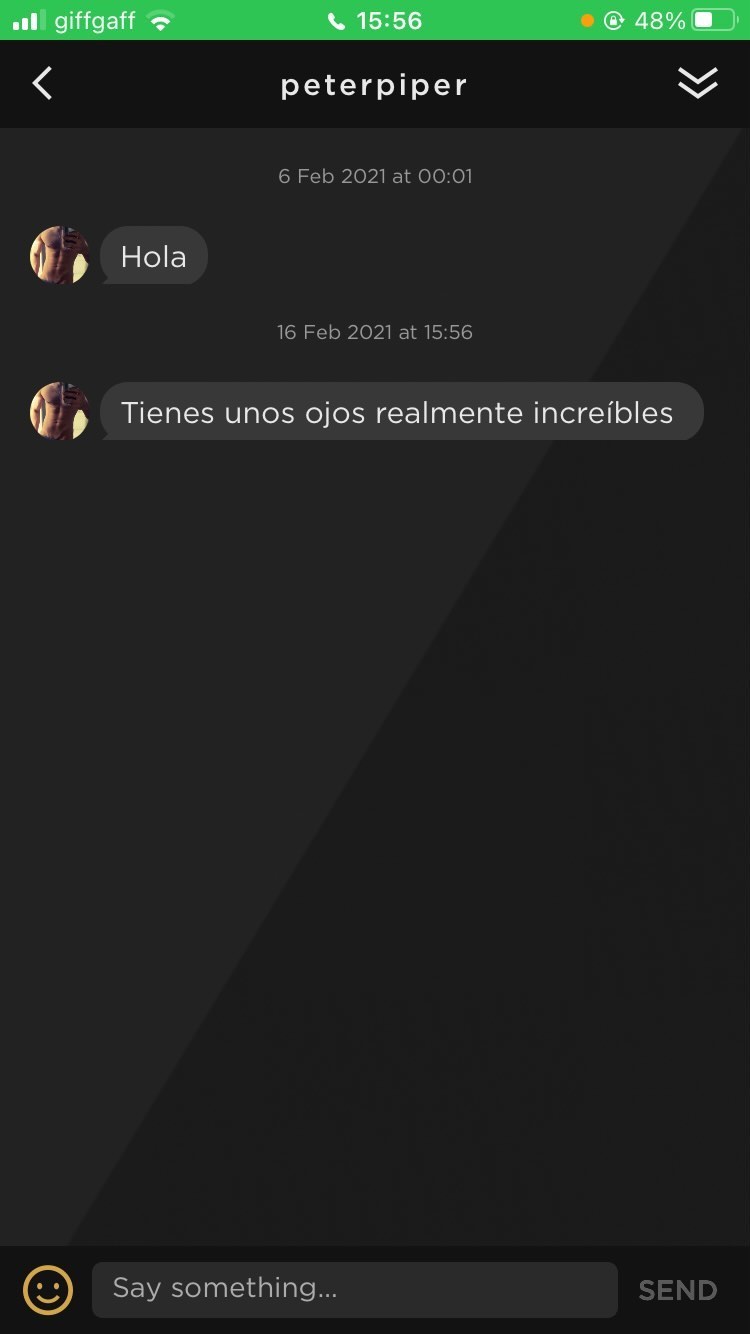 giffgaff 15:56 48%
peterpiper
6 Feb 2021 at 00:01
Hola
16 Feb 2021 at 15:56
Tienes unos ojos realmente increíbles
Say something... SEND